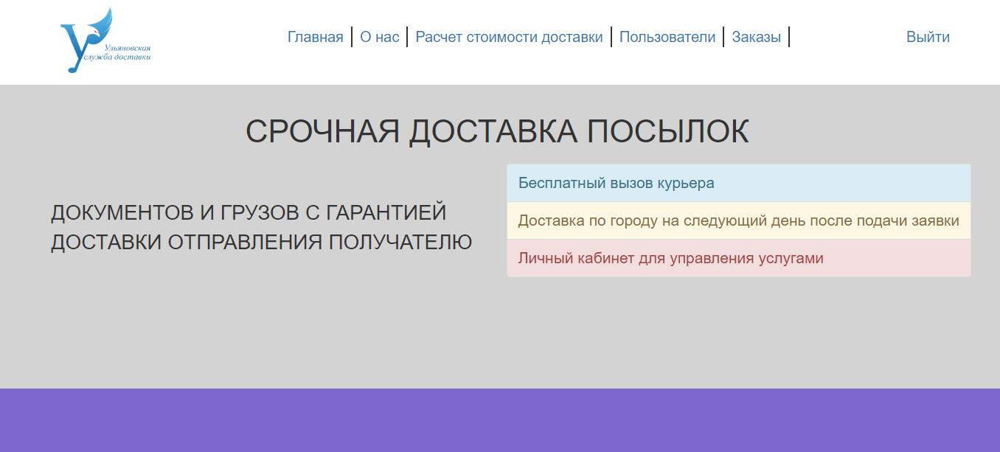 Ульяновская
служба доставки
Главная
О нас
Расчет стоимости доставки
Пользователи
Заказы
Выйти
СРОЧНАЯ ДОСТАВКА ПОСЫЛОК
ДОКУМЕНТОВ И ГРУЗОВ С ГАРАНТИЕЙ
ДОСТАВКИ ОТПРАВЛЕНИЯ ПОЛУЧАТЕЛЮ
Бесплатный вызов курьера
Доставка по городу на следующий день после подачи заявки
Личный кабинет для управления услугами